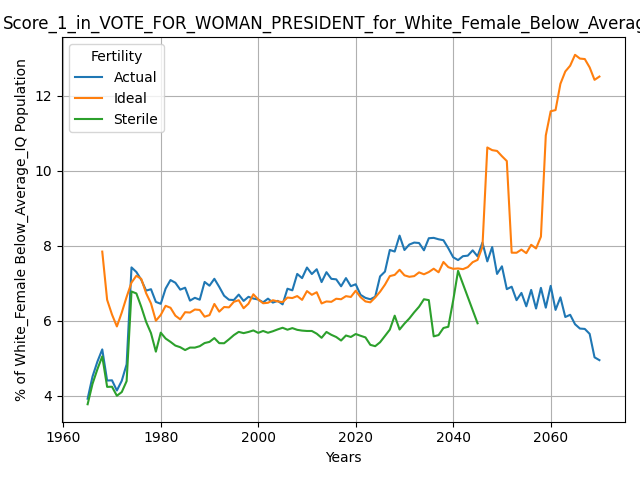 Score_1_in_VOTE_FOR_WOMAN_PRESIDENT_for_White_Female_Below_Averag
Fertility
Actual
Ideal
Sterile
% of White_Female Below_Average_IQ Population
12
10
8
6
4
1960
1980
2000
2020
2040
2060
Years